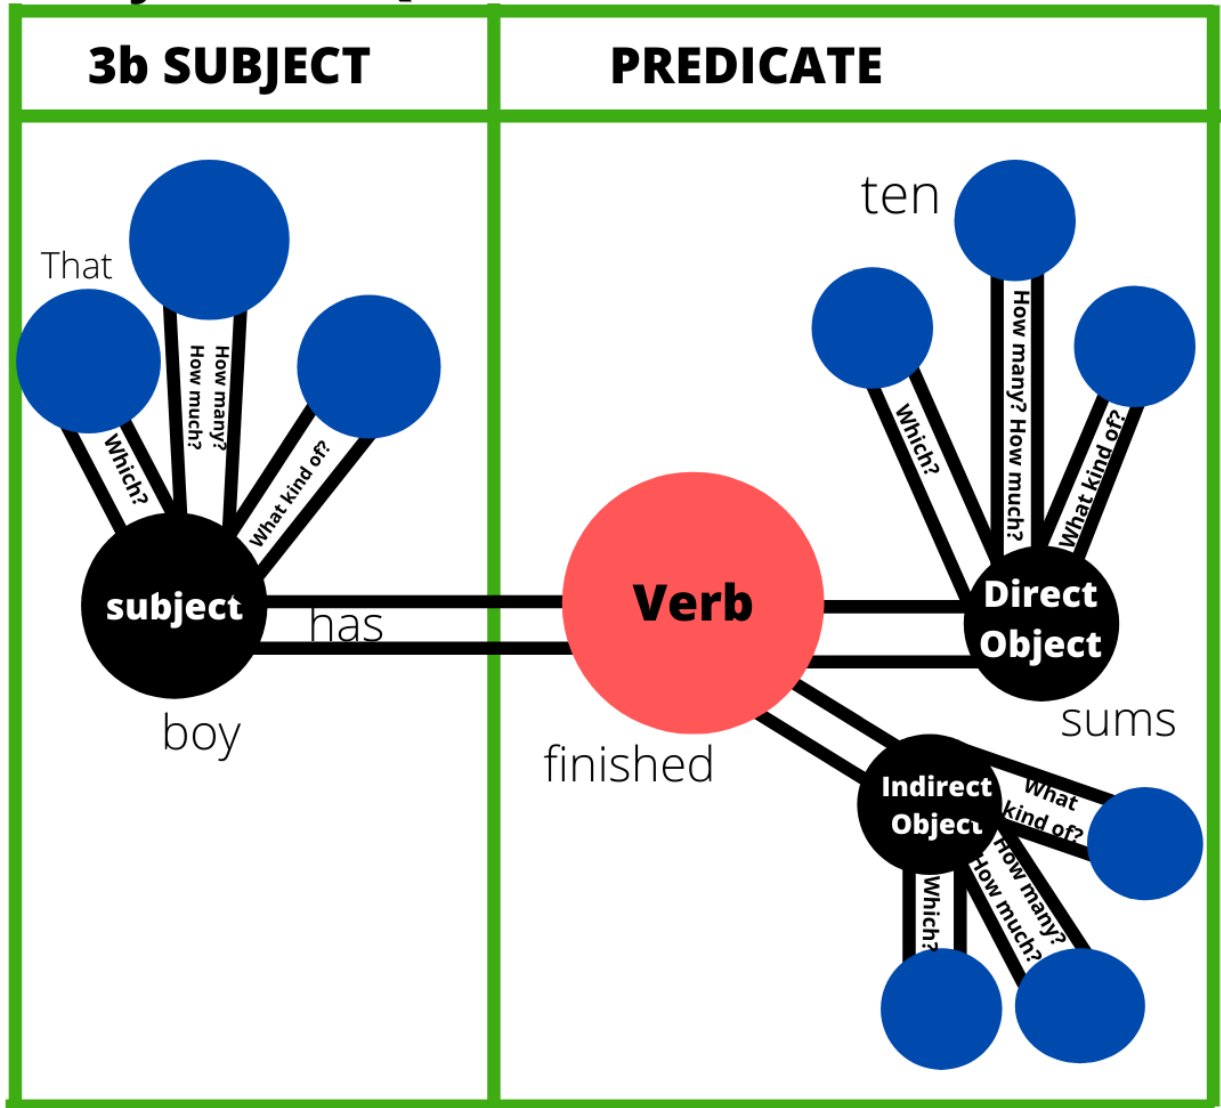 3b SUBJECT
PREDICATE
That
Which?
How many?
How much?
What kind of?
subject
boy
has
Verb
finished
ten
Which?
How many? How much?
What kind of?
Direct
Object
sums
Indirect
Object
What
kind of?
How many?
How much?
Which?